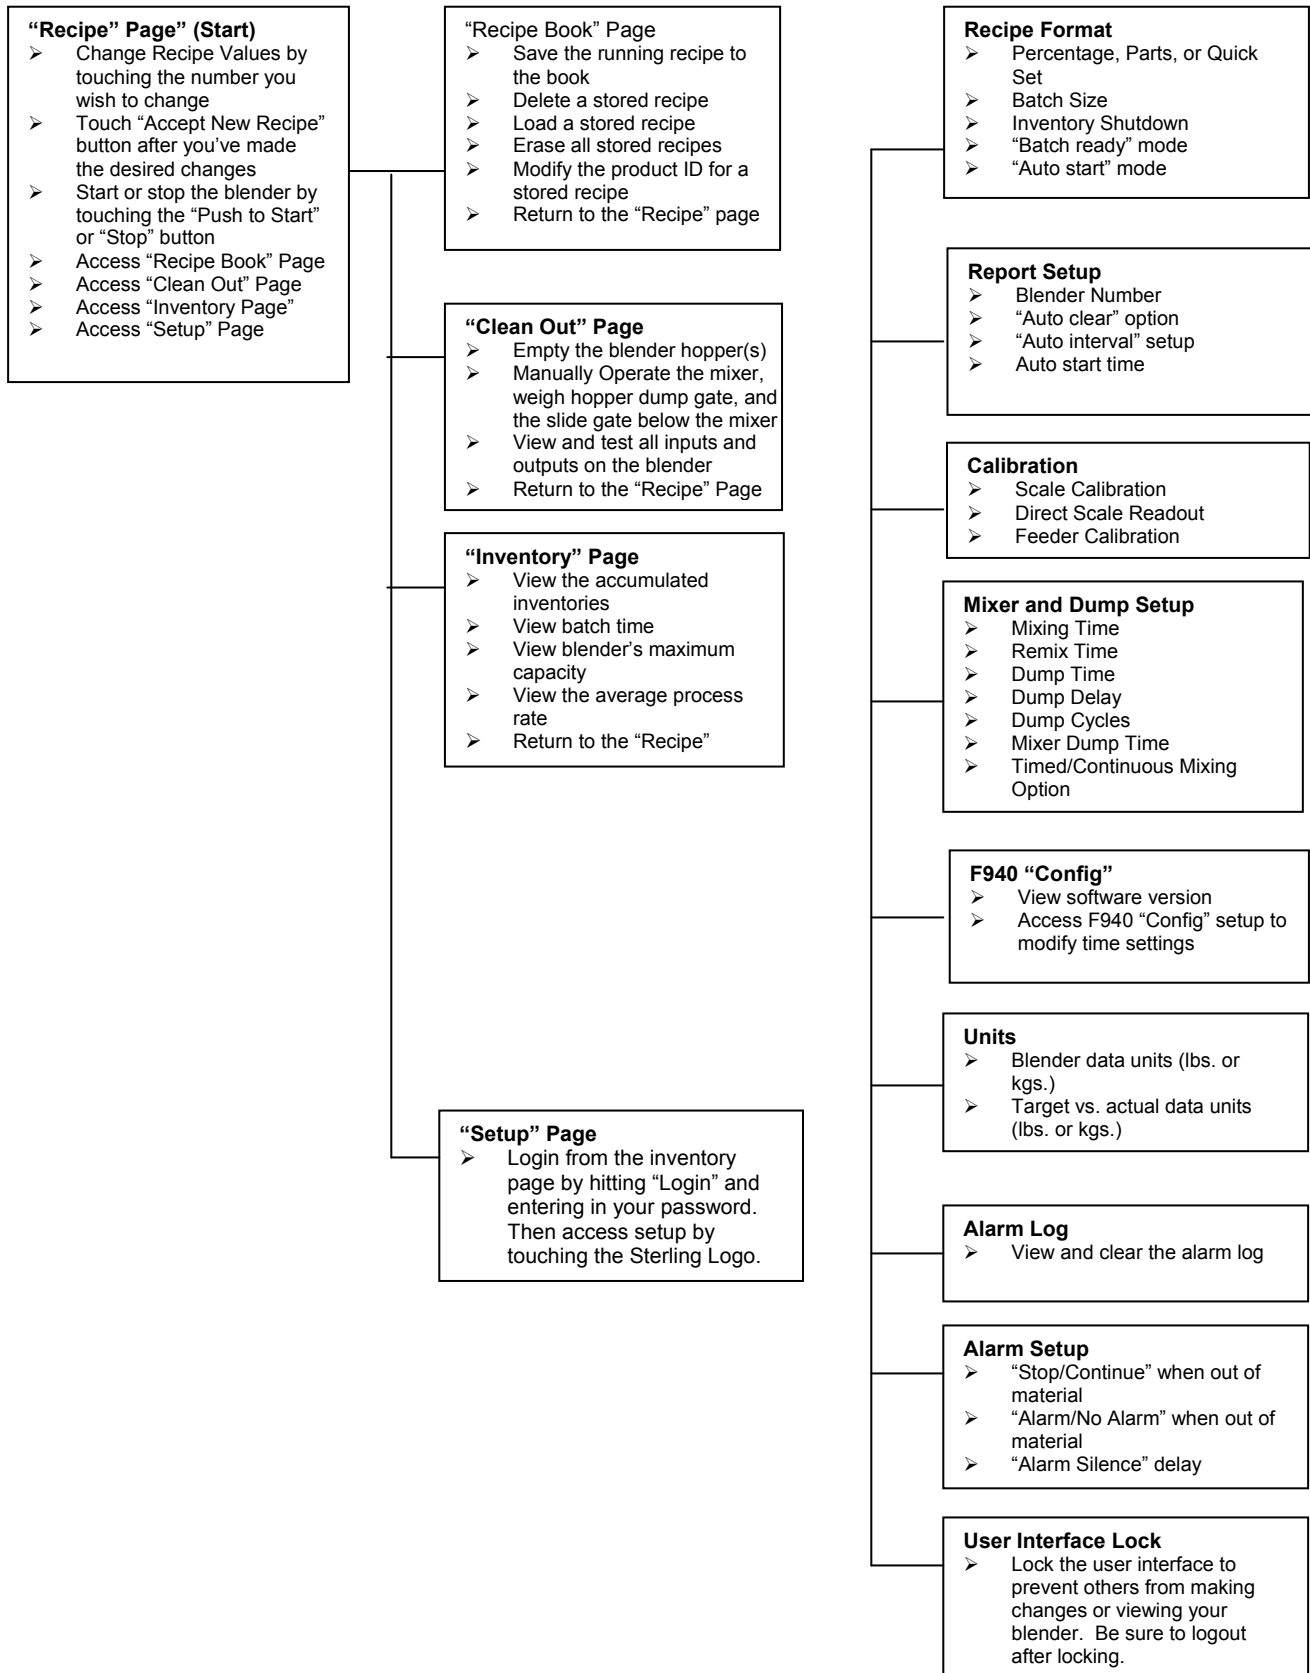 “Recipe” Page” (Start)
➢ Change Recipe Values by
touching the number you
wish to change
➢ Touch “Accept New Recipe”
button after you’ve made
the desired changes
➢ Start or stop the blender by
touching the “Push to Start”
or “Stop” button
➢ Access “Recipe Book” Page
➢ Access “Clean Out” Page
➢ Access “Inventory Page”
➢ Access “Setup” Page
“Recipe Book” Page
➢ Save the running recipe to
the book
➢ Delete a stored recipe
➢ Load a stored recipe
➢ Erase all stored recipes
➢ Modify the product ID for a
stored recipe
➢ Return to the “Recipe” page
“Clean Out” Page
➢ Empty the blender hopper(s)
➢ Manually Operate the mixer,
weigh hopper dump gate, and
the slide gate below the mixer
➢ View and test all inputs and
outputs on the blender
➢ Return to the “Recipe” Page
“Inventory” Page
➢ View the accumulated
inventories
➢ View batch time
➢ View blender’s maximum
capacity
➢ View the average process
rate
➢ Return to the “Recipe”
“Setup” Page
➢ Login from the inventory
page by hitting “Login” and
entering in your password.
Then access setup by
touching the Sterling Logo.
Recipe Format
➢ Percentage, Parts, or Quick
Set
➢ Batch Size
➢ Inventory Shutdown
➢ “Batch ready” mode
➢ “Auto start” mode
Report Setup
➢ Blender Number
➢ “Auto clear” option
➢ “Auto interval” setup
➢ Auto start time
Calibration
➢ Scale Calibration
➢ Direct Scale Readout
➢ Feeder Calibration
Mixer and Dump Setup
➢ Mixing Time
➢ Remix Time
➢ Dump Time
➢ Dump Delay
➢ Dump Cycles
➢ Mixer Dump Time
➢ Timed/Continuous Mixing
Option
F940 “Config”
➢ View software version
➢ Access F940 “Config” setup to
modify time settings
Units
➢ Blender data units (lbs. or
kgs.)
➢ Target vs. actual data units
(lbs. or kgs.)
Alarm Log
➢ View and clear the alarm log
Alarm Setup
➢ “Stop/Continue” when out of
material
➢ “Alarm/No Alarm” when out of
material
➢ “Alarm Silence” delay
User Interface Lock
➢ Lock the user interface to
prevent others from making
changes or viewing your
blender. Be sure to logout
after locking.